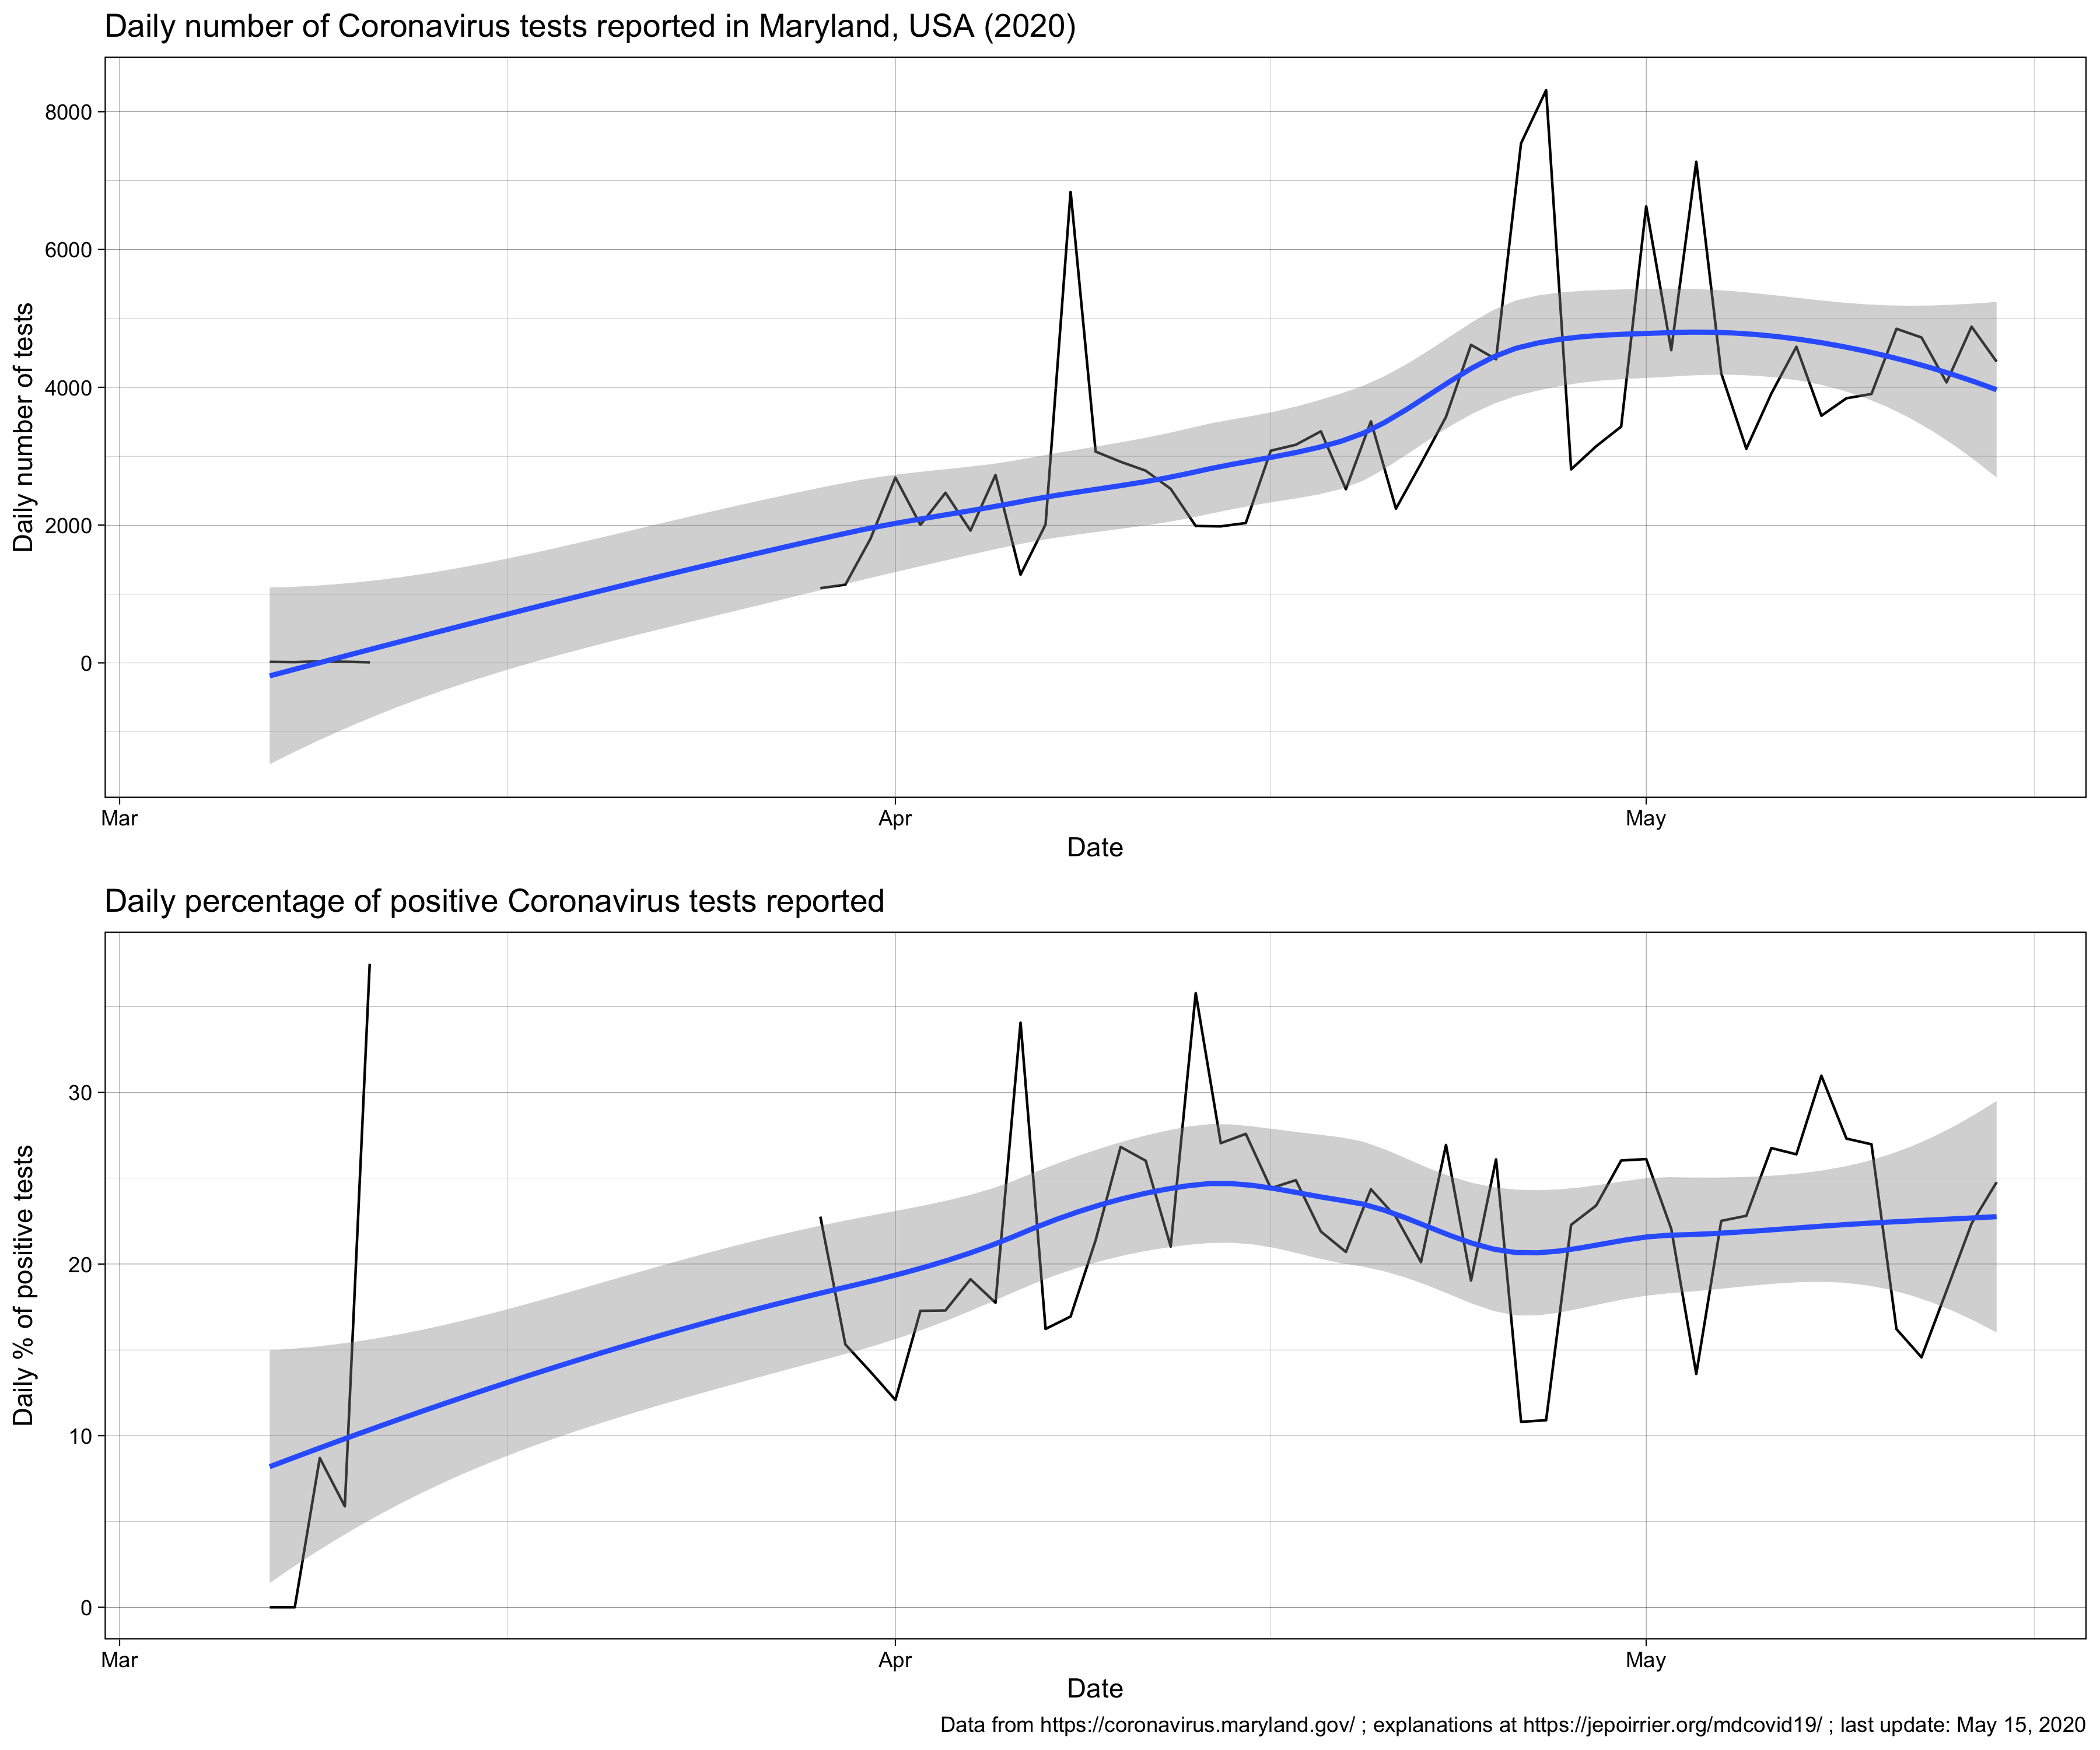 Daily number of Coronavirus tests reported in Maryland, USA (2020)
Daily number of tests
8000
6000
4000
2000
0
Mar Apr May
Date
Daily percentage of positive Coronavirus tests reported
Daily % of positive tests
30
20
10
0
Mar Apr May
Date
Data from https://coronavirus.maryland.gov/ ; explanations at https://jepoirrier.org/mdcovid19/ ; last update: May 15, 2020